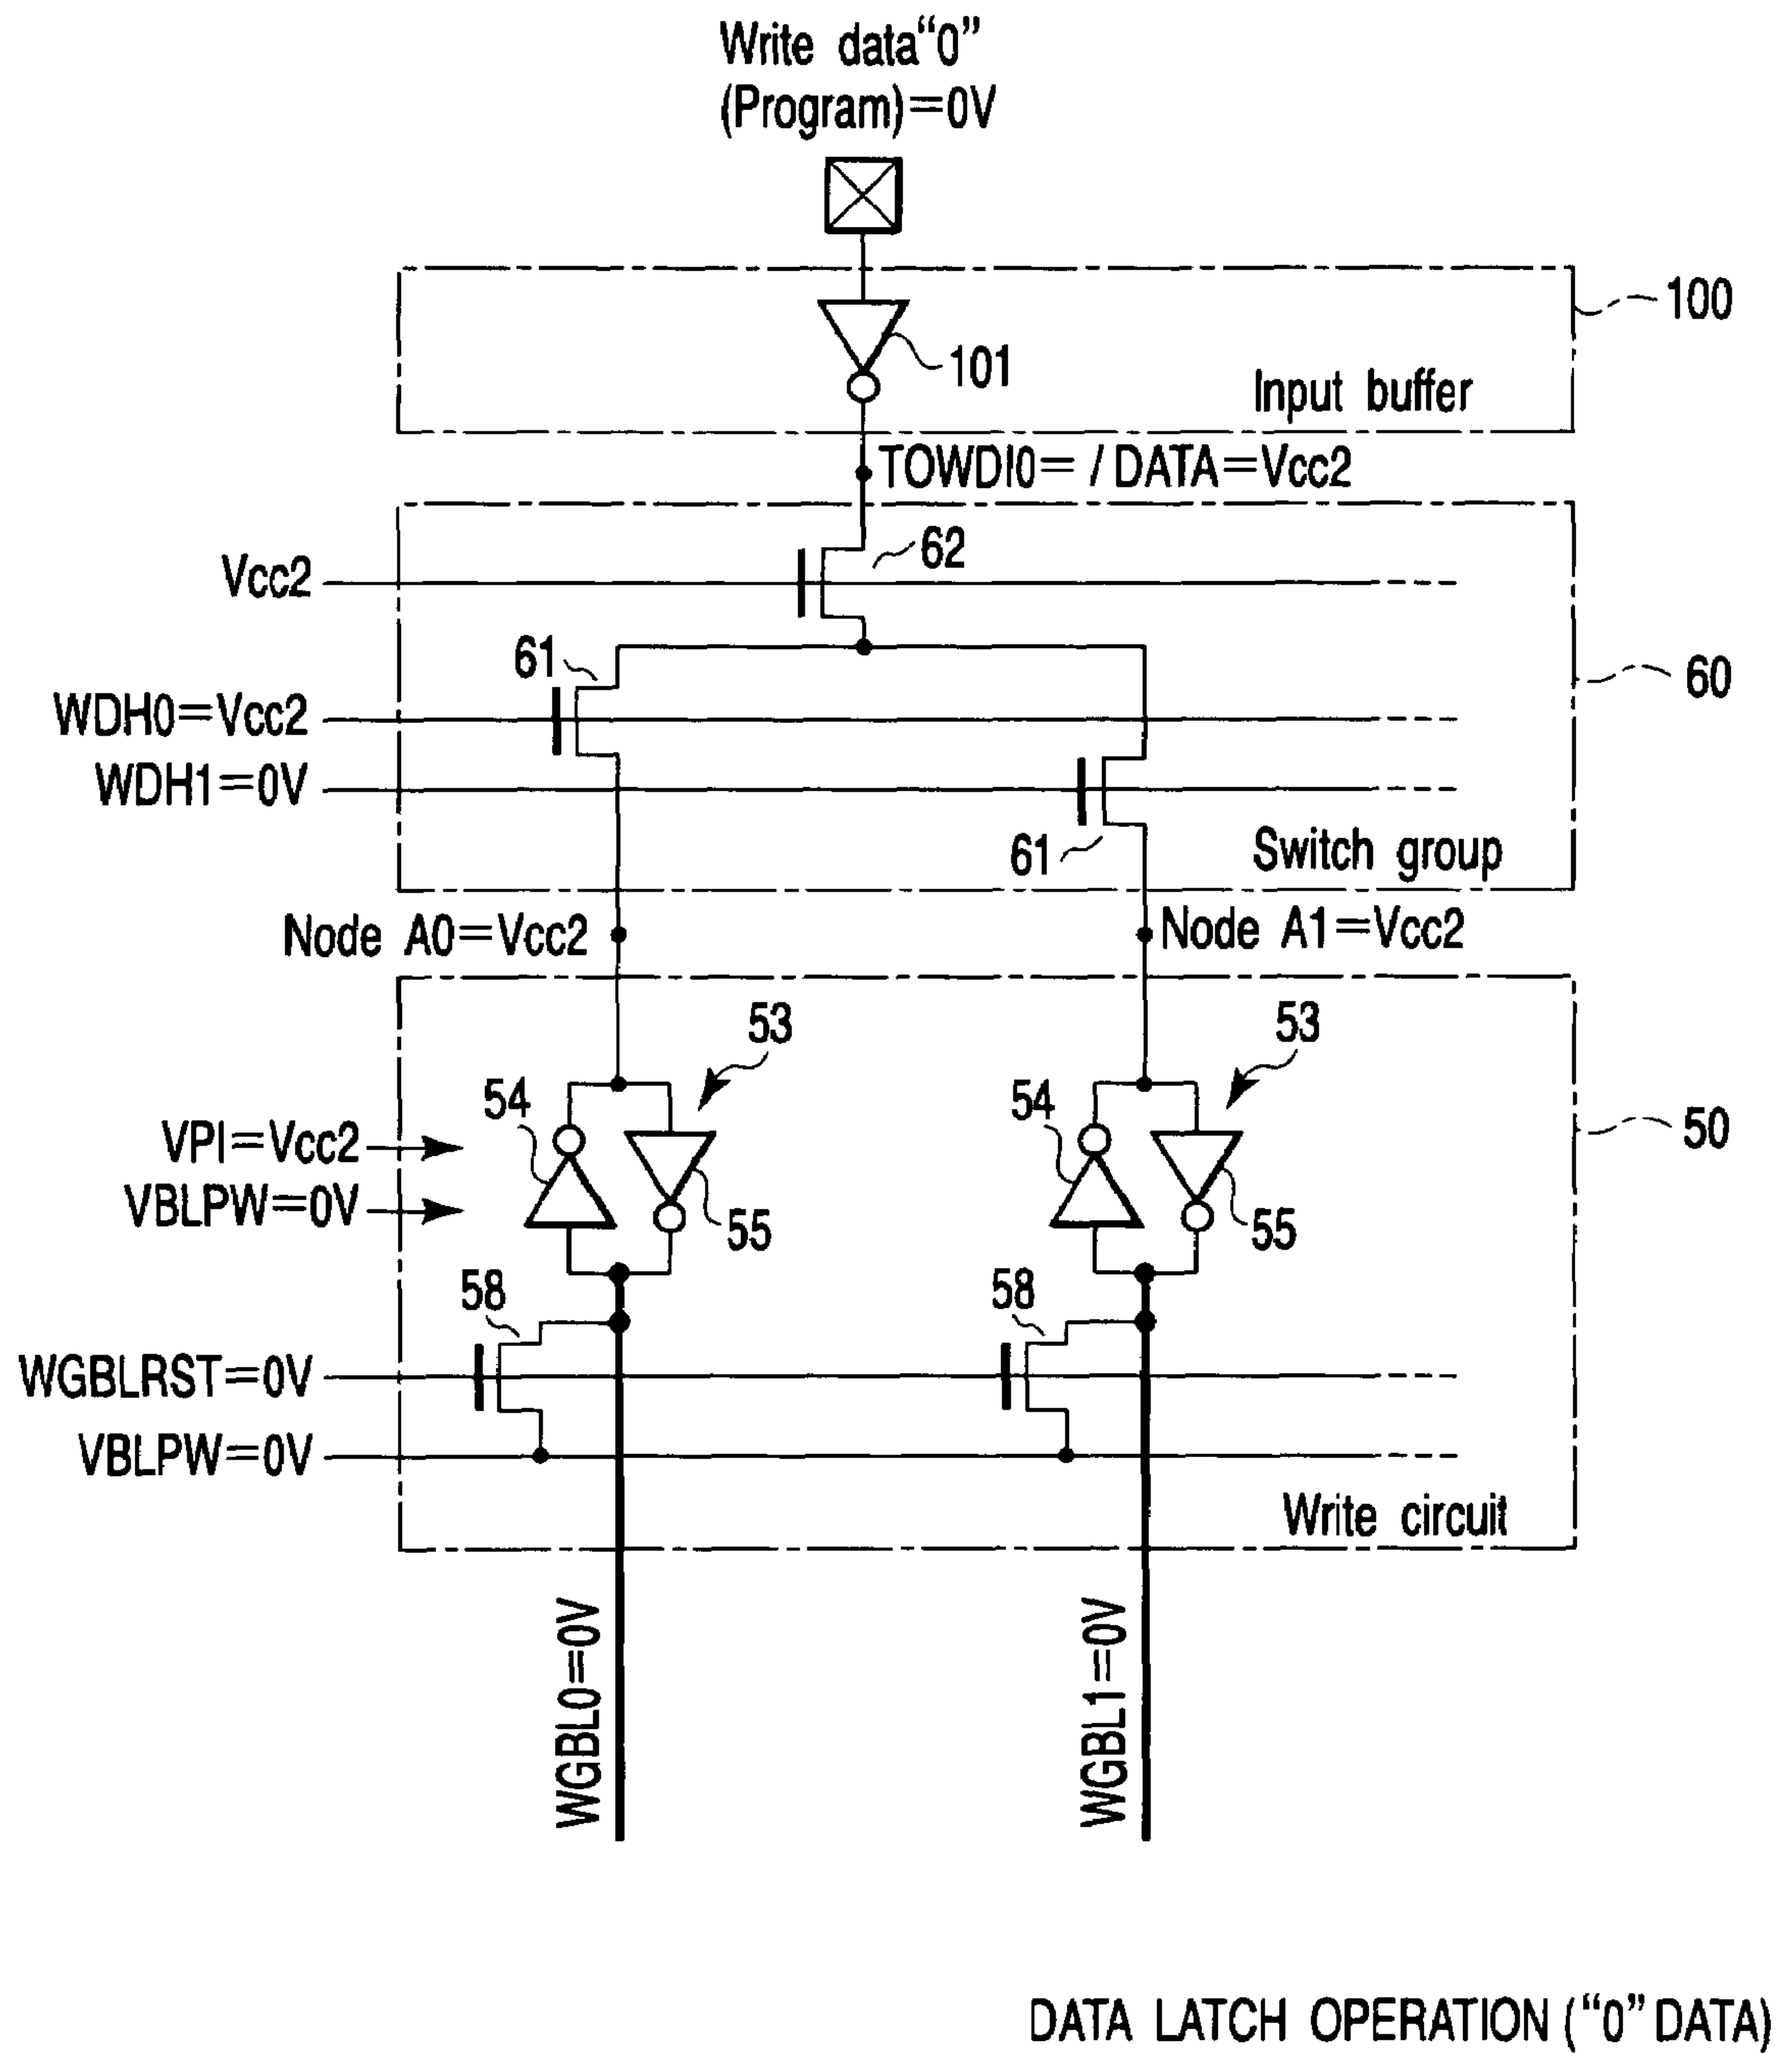 Write data“0”
(Program)=0V
100
101
Input buffer
TOWDI0= / DATA=Vcc2
62
Vcc2
61
60
WDH0=Vcc2
WDH1=0V
61
Switch group
Node A0=Vcc2
Node A1=Vcc2
53
53
54
54
50
VPI=Vcc2
VBLPW=0V
55
55
58
58
WGBLRST=0V
VBLPW=0V
Write circuit
WGBL0=0V
WGBL1=0V
DATA LATCH OPERATION (“0” DATA)